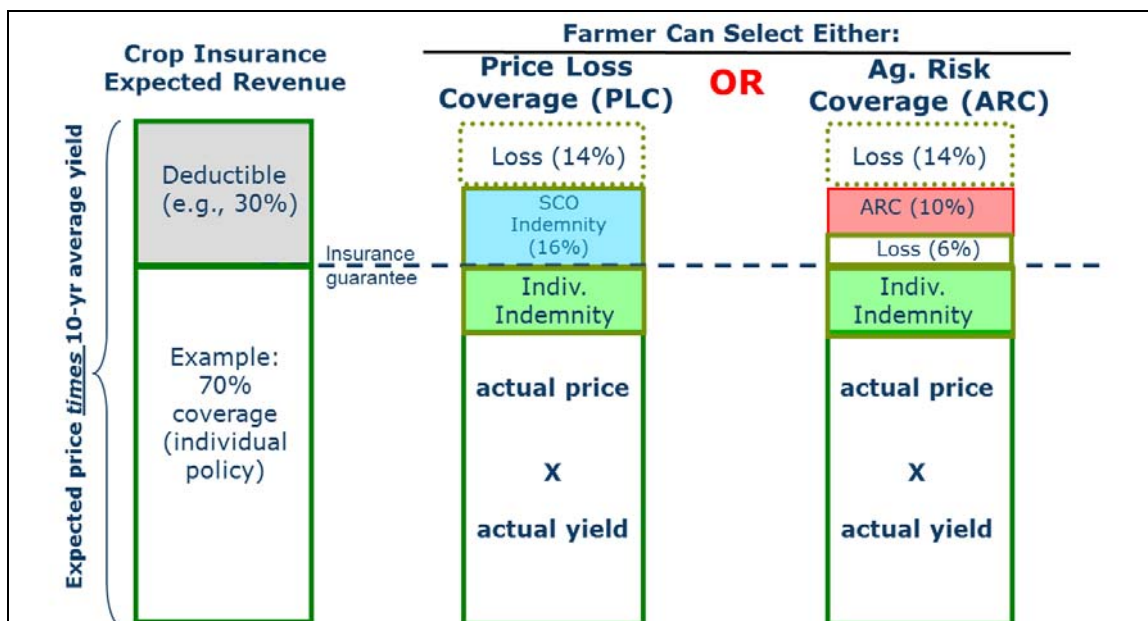 Farmer Can Select Either:
Crop Insurance
Expected Revenue
Price Loss
Coverage (PLC)
OR
Ag. Risk
Coverage (ARC)
Expected price times 10-yr average yield
Deductible
(e.g., 30%)
Example:
70%
coverage
(individual
policy)
Insurance
guarantee
Loss (14%)
SCO
Indemnity
(16%)
Indiv.
Indemnity
actual price
X
actual yield
Loss (14%)
ARC (10%)
Loss (6%)
Indiv.
Indemnity
actual price
X
actual yield